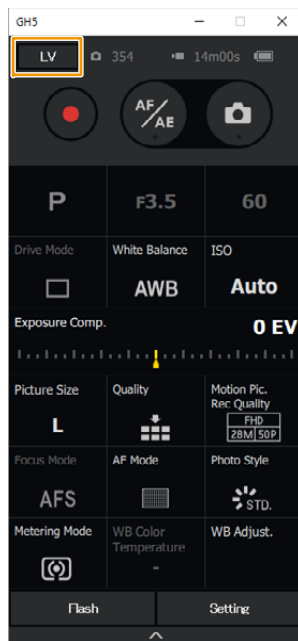 GH5
LV 354 14m00s
AF/AE
P F3.5 60
Drive Mode White Balance ISO
AWB Auto
Exposure Comp.
0 EV
Picture Size Quality Motion Pic.
Rec Quality
L FHD
28M 50P
Focus Mode AF Mode Photo Style
AFS STD.
Metering Mode WB Color
Temperature WB Adjust.
-
Flash Setting